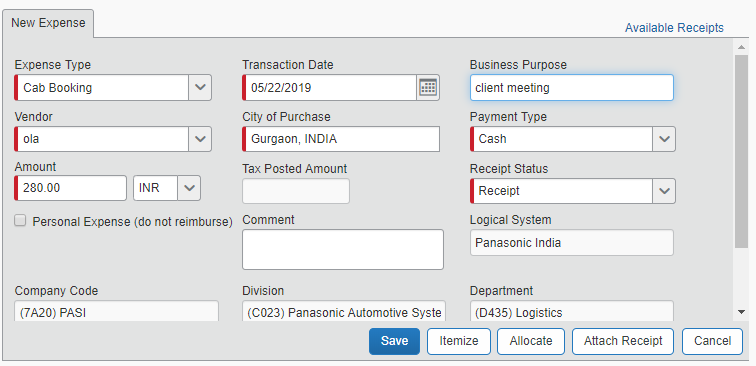 New Expense
Available Receipts
Expense Type
Transaction Date
Business Purpose
Cab Booking
05/22/2019
client meeting
Vendor
City of Purchase
Payment Type
ola
Gurgaon, INDIA
Cash
Amount
Tax Posted Amount
Receipt Status
280.00
INR
Receipt
Personal Expense (do not reimburse)
Comment
Logical System
Panasonic India
Company Code
Division
Department
(7A20) PASI
(C023) Panasonic Automotive Syste
(D435) Logistics
Save
Itemize
Allocate
Attach Receipt
Cancel